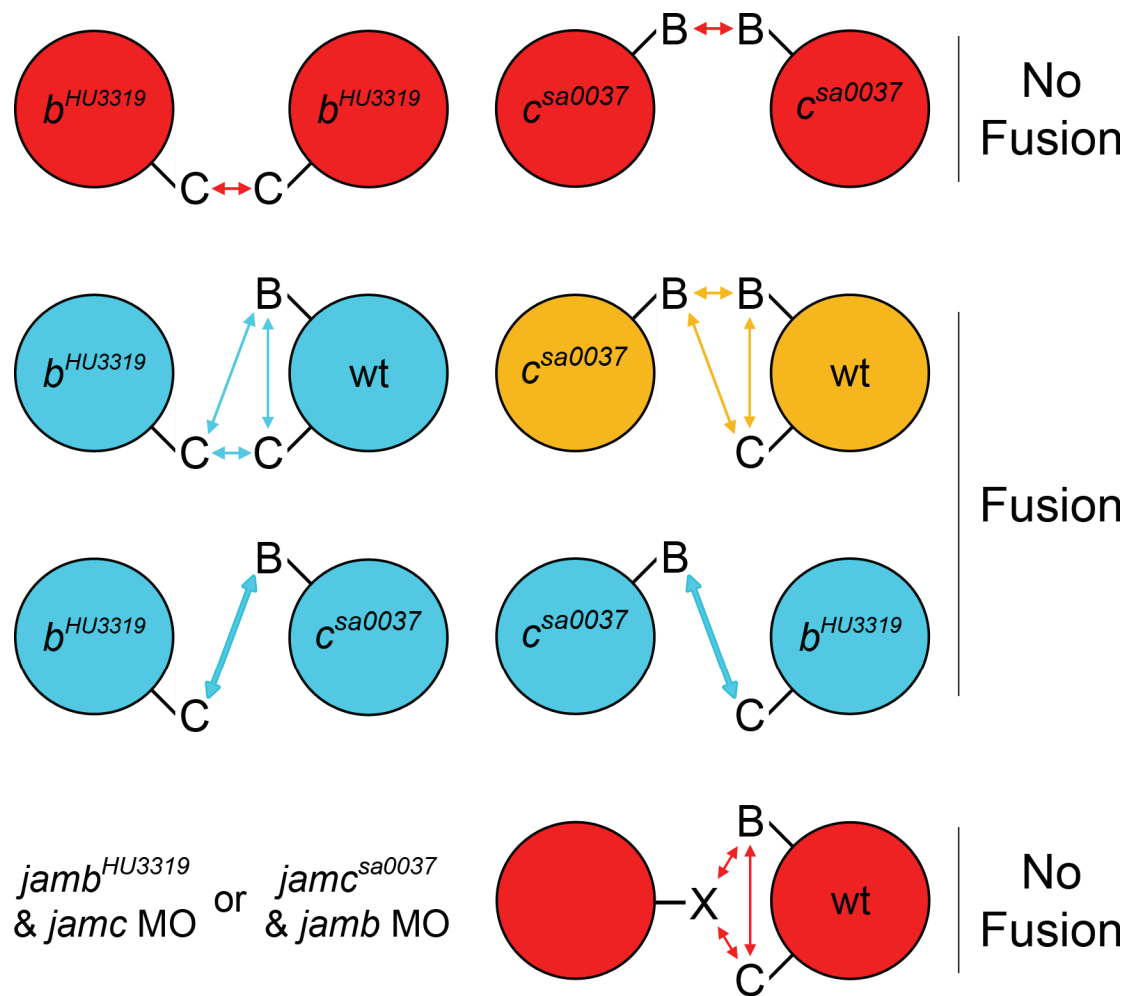 B B
b^HU3319 b^HU3319 c^sa0037 c^sa0037 No
Fusion
C C
B B B
b^HU3319 wt c^sa0037 wt
C C C
Fusion
B B
b^HU3319 c^sa0037 c^sa0037 b^HU3319
C C
B
jamb^HU3319 or jamc^sa0037 X wt No
& jamc MO & jamb MO Fusion
C